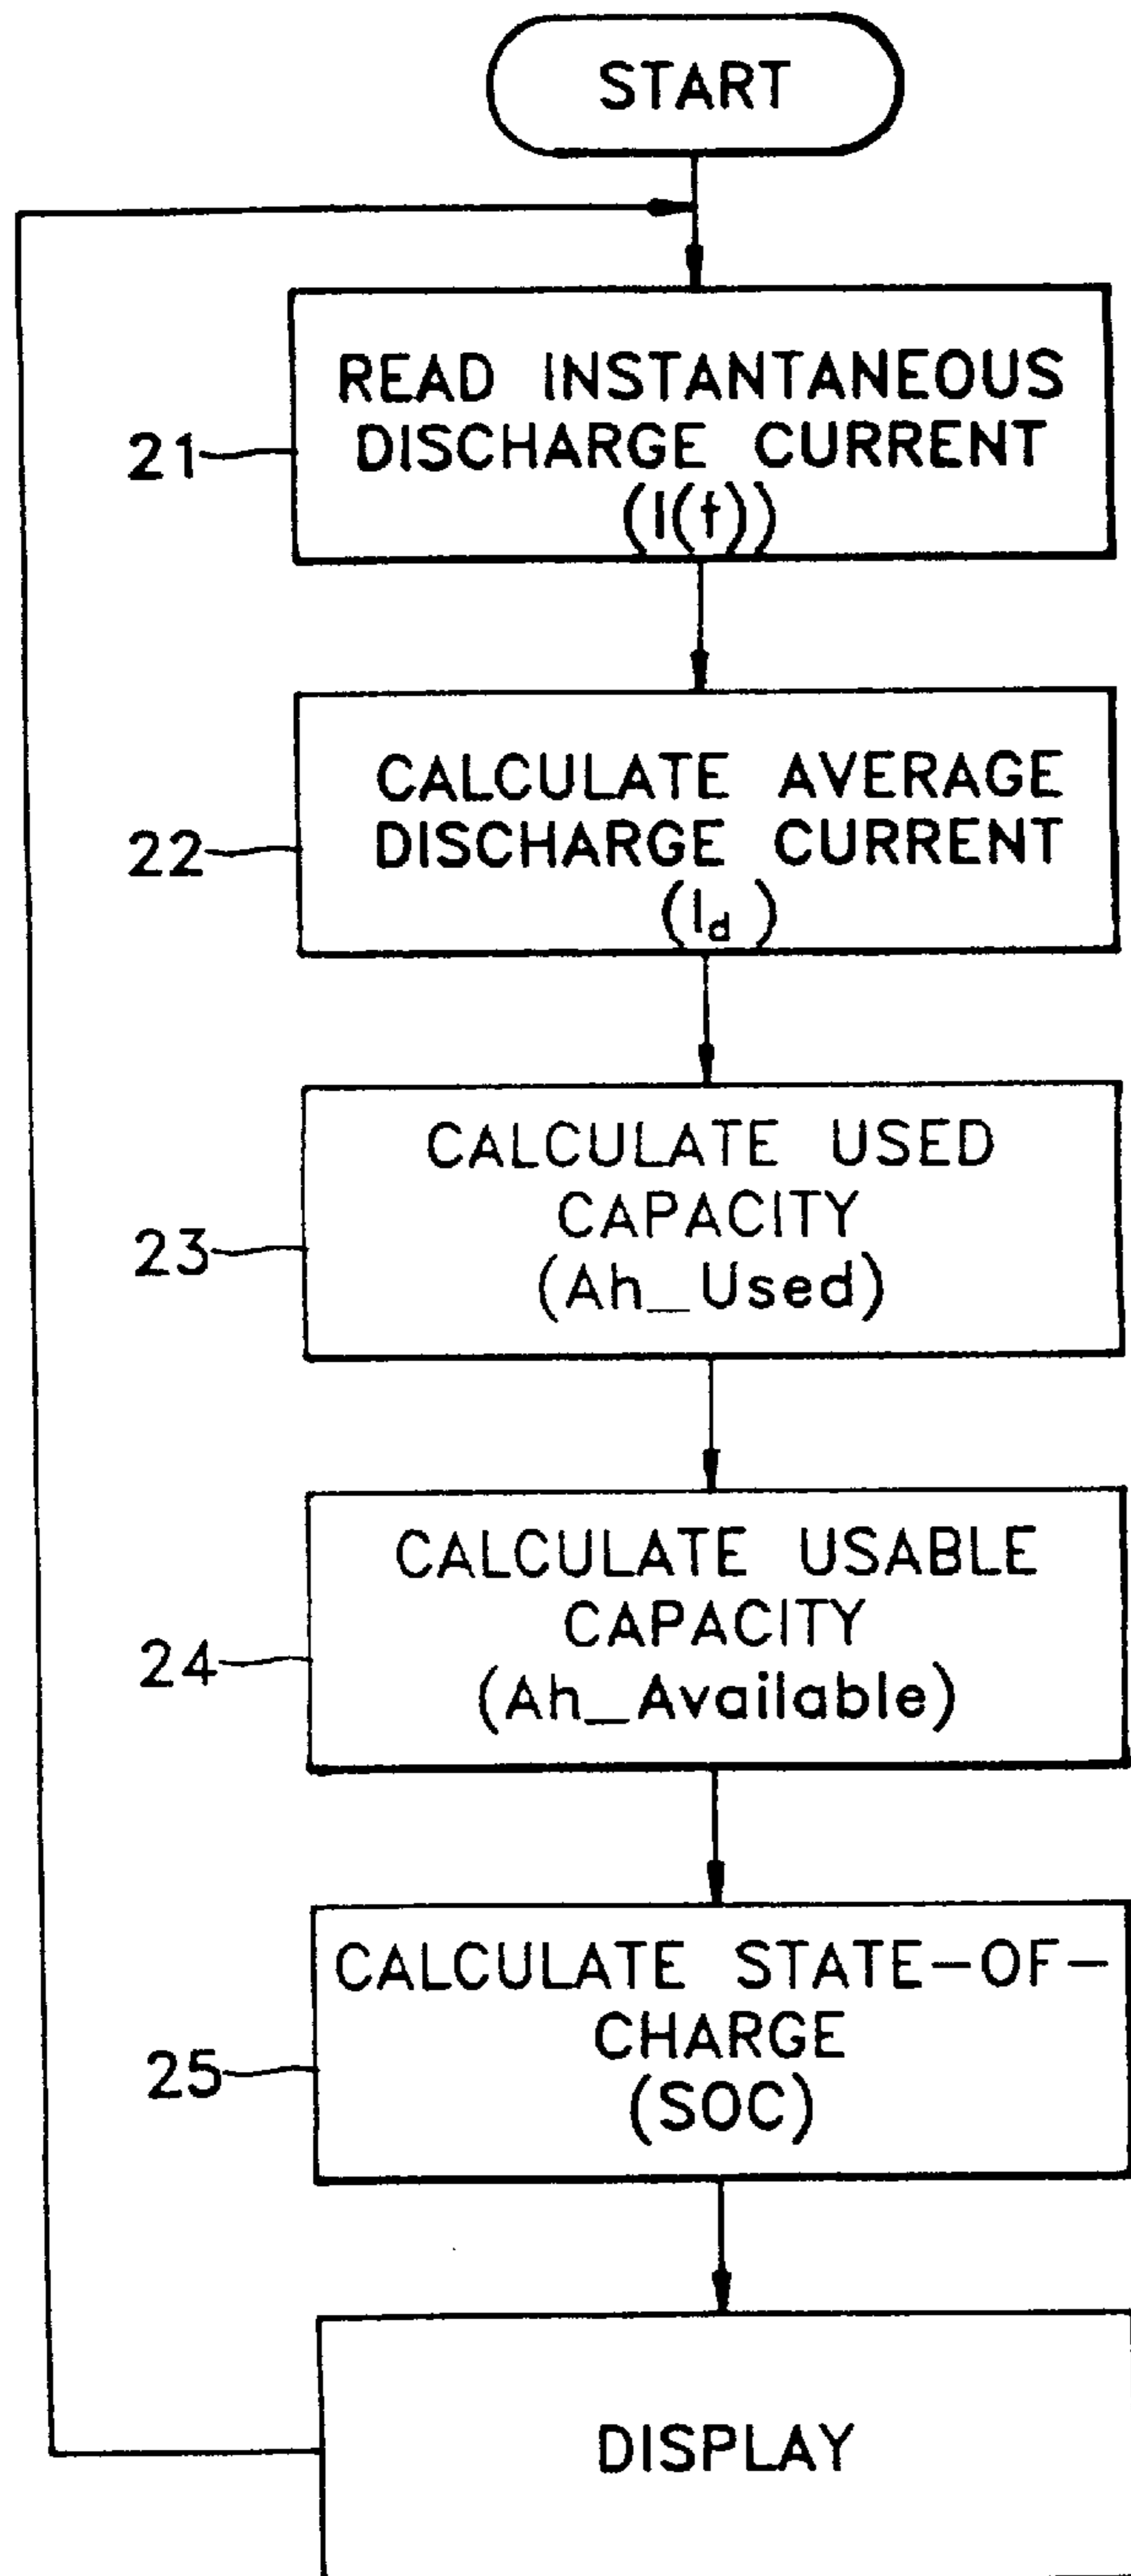 START
READ INSTANTANEOUS
DISCHARGE CURRENT
(I(t))
21
CALCULATE AVERAGE
DISCHARGE CURRENT
(Id)
22
CALCULATE USED
CAPACITY
(Ah_Used)
23
CALCULATE USABLE
CAPACITY
(Ah_Available)
24
CALCULATE STATE-OF-
CHARGE
(SOC)
25
DISPLAY